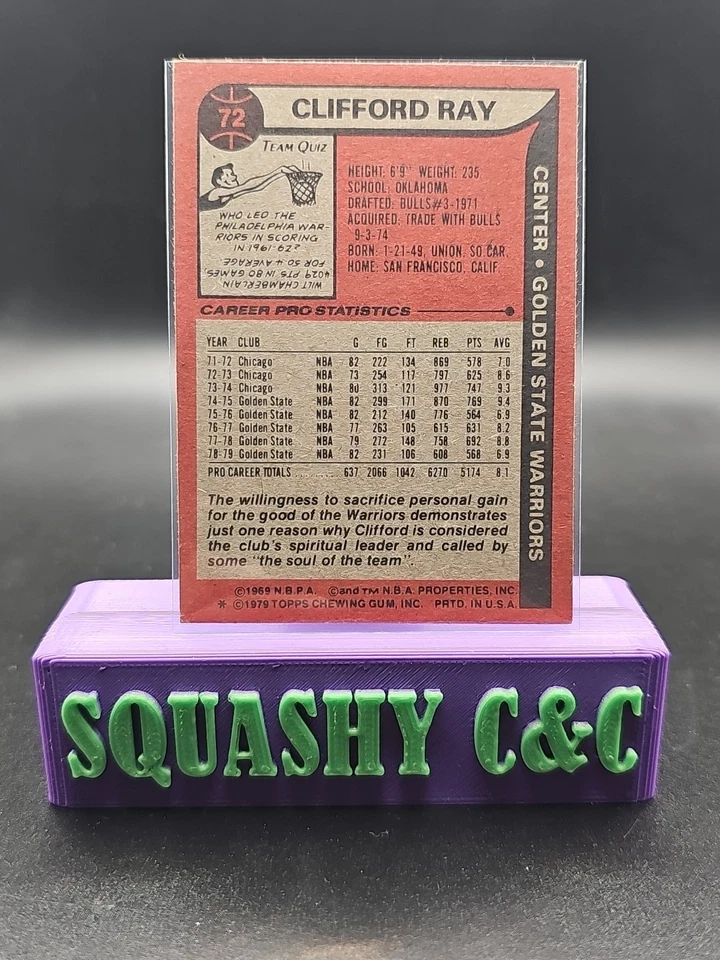 72
CLIFFORD RAY
TEAM QUIZ
WHO LED THE
PHILADELPHIA WAR-
RIORS IN SCORING
IN 1961-62?
WILT CHAMBERLAIN
4029 PTS. IN 80 GAMES,
FOR 50.4 AVERAGE
HEIGHT: 6'9" WEIGHT: 235
SCHOOL: OKLAHOMA
DRAFTED: BULLS#3-1971
ACQUIRED: TRADE WITH BULLS
9-3-74
BORN: 1-21-49, UNION, SO CAR.
HOME: SAN FRANCISCO, CALIF.
CENTER • GOLDEN STATE WARRIORS
CAREER PRO STATISTICS
YEAR CLUB G FG FT REB PTS AVG
71-72 Chicago NBA 82 222 134 869 578 7.0
72-73 Chicago NBA 73 254 117 797 625 8.6
73-74 Chicago NBA 80 313 121 977 747 9.3
74-75 Golden State NBA 82 299 171 870 769 9.4
75-76 Golden State NBA 82 212 140 776 564 6.9
76-77 Golden State NBA 77 263 105 615 631 8.2
77-78 Golden State NBA 79 272 148 758 692 8.8
78-79 Golden State NBA 82 231 106 608 568 6.9
PRO CAREER TOTALS 637 2066 1042 6270 5174 8.1
The willingness to sacrifice personal gain
for the good of the Warriors demonstrates
just one reason why Clifford is considered
the club's spiritual leader and called by
some "the soul of the team".
©1969 N.B.P.A. ©and TM N.B.A. PROPERTIES, INC.
* ©1979 TOPPS CHEWING GUM, INC. PRTD. IN U.S.A.
SQUASHY C&C